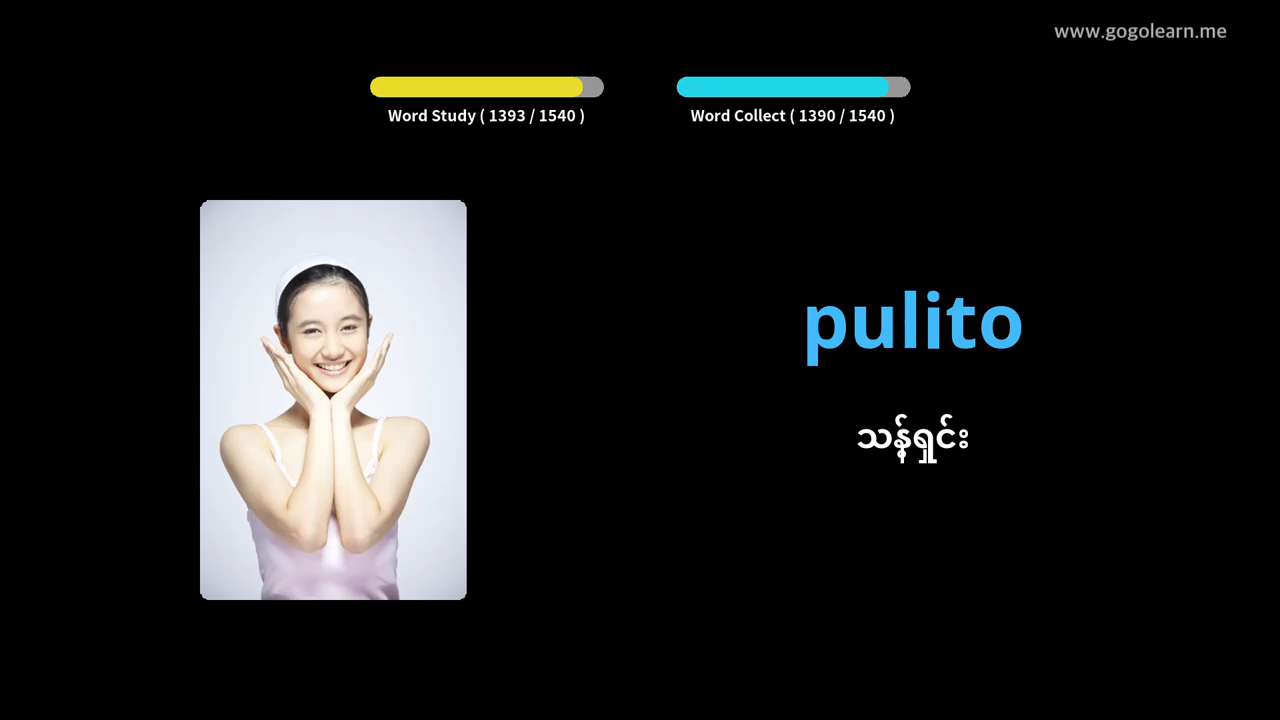 www.gogolearn.me
Word Study ( 1393 / 1540 )
Word Collect ( 1390 / 1540 )
pulito
သန့်ရှင်း